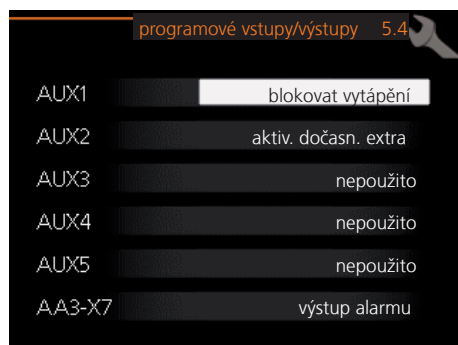 programové vstupy/výstupy 5.4
AUX1 blokovat vytápění
AUX2 aktiv. dočasn. extra
AUX3 nepoužito
AUX4 nepoužito
AUX5 nepoužito
AA3-X7 výstup alarmu